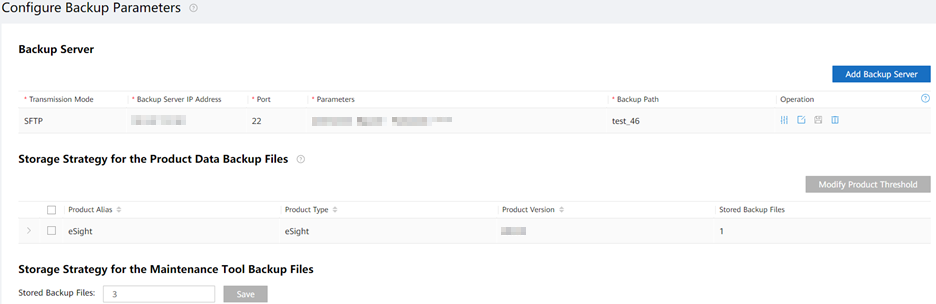 Configure Backup Parameters
Backup Server
Add Backup Server
* Transmission Mode * Backup Server IP Address * Port * Parameters * Backup Path Operation
SFTP 22 test_46
Storage Strategy for the Product Data Backup Files
Modify Product Threshold
Product Alias Product Type Product Version Stored Backup Files
eSight eSight 1
Storage Strategy for the Maintenance Tool Backup Files
Stored Backup Files: 3 Save